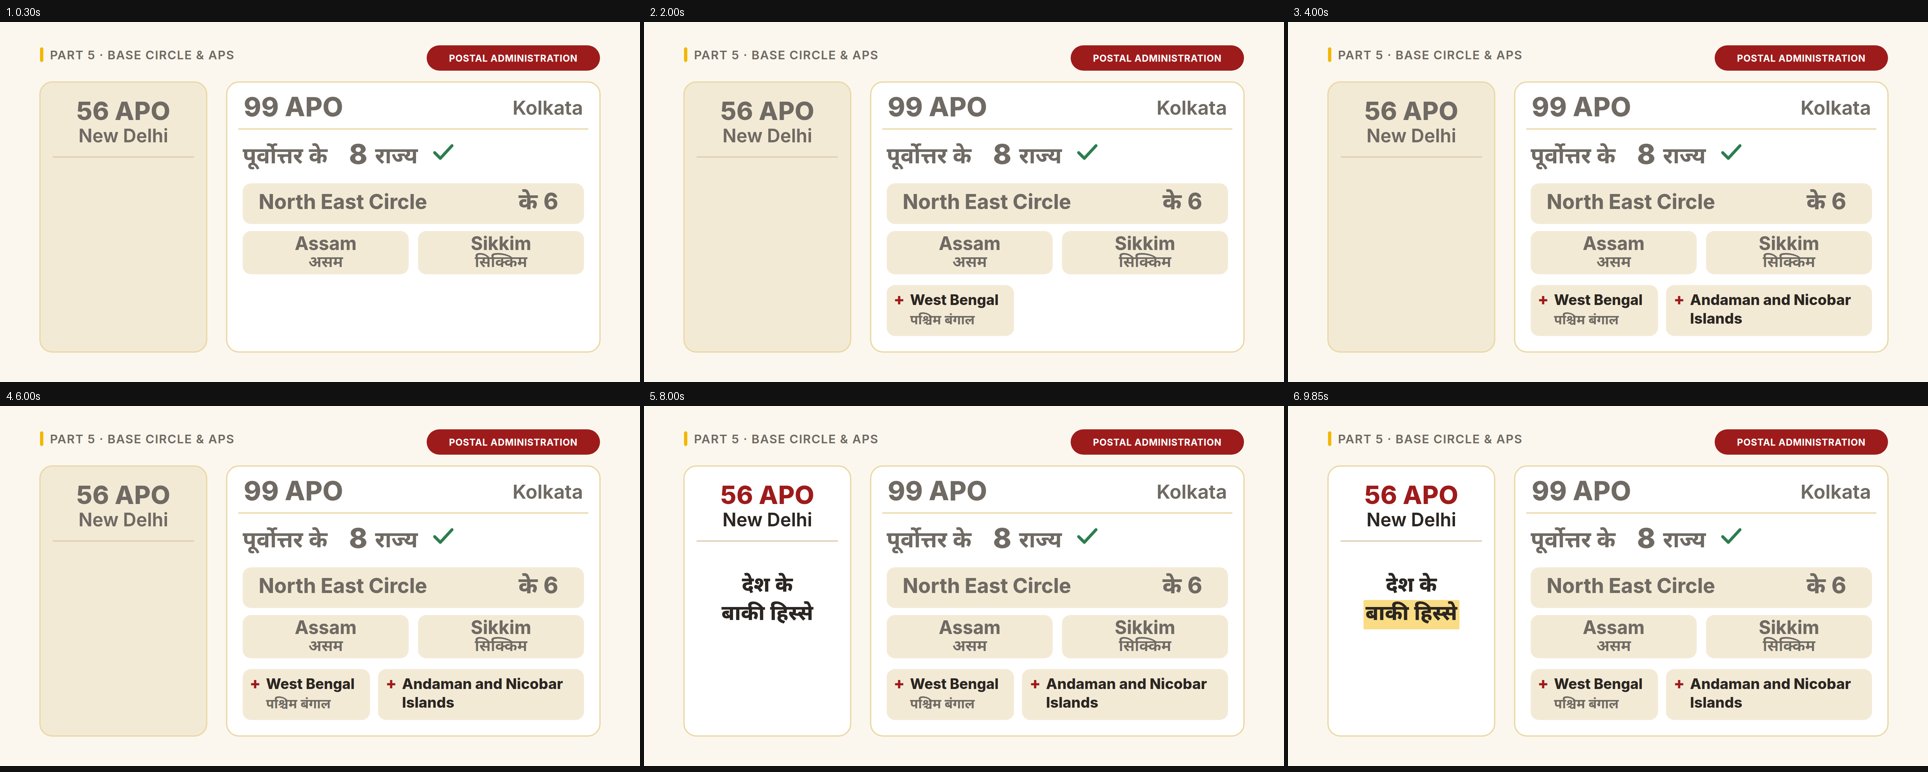 1. 0.30s
PART 5 · BASE CIRCLE & APS
POSTAL ADMINISTRATION
56 APO
New Delhi
99 APO
Kolkata
पूर्वोत्तर के 8 राज्य
North East Circle
के 6
Assam
असम
Sikkim
सिक्किम
2. 2.00s
PART 5 · BASE CIRCLE & APS
POSTAL ADMINISTRATION
56 APO
New Delhi
99 APO
Kolkata
पूर्वोत्तर के 8 राज्य
North East Circle
के 6
Assam
असम
Sikkim
सिक्किम
+ West Bengal
पश्चिम बंगाल
3. 4.00s
PART 5 · BASE CIRCLE & APS
POSTAL ADMINISTRATION
56 APO
New Delhi
99 APO
Kolkata
पूर्वोत्तर के 8 राज्य
North East Circle
के 6
Assam
असम
Sikkim
सिक्किम
+ West Bengal
पश्चिम बंगाल
+ Andaman and Nicobar
Islands
4. 6.00s
PART 5 · BASE CIRCLE & APS
POSTAL ADMINISTRATION
56 APO
New Delhi
99 APO
Kolkata
पूर्वोत्तर के 8 राज्य
North East Circle
के 6
Assam
असम
Sikkim
सिक्किम
+ West Bengal
पश्चिम बंगाल
+ Andaman and Nicobar
Islands
5. 8.00s
PART 5 · BASE CIRCLE & APS
POSTAL ADMINISTRATION
56 APO
New Delhi
देश के
बाकी हिस्से
99 APO
Kolkata
पूर्वोत्तर के 8 राज्य
North East Circle
के 6
Assam
असम
Sikkim
सिक्किम
+ West Bengal
पश्चिम बंगाल
+ Andaman and Nicobar
Islands
6. 9.85s
PART 5 · BASE CIRCLE & APS
POSTAL ADMINISTRATION
56 APO
New Delhi
देश के
बाकी हिस्से
99 APO
Kolkata
पूर्वोत्तर के 8 राज्य
North East Circle
के 6
Assam
असम
Sikkim
सिक्किम
+ West Bengal
पश्चिम बंगाल
+ Andaman and Nicobar
Islands